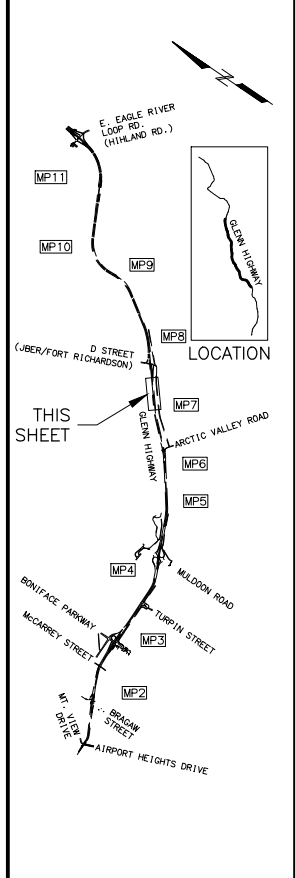 N
E. EAGLE RIVER
LOOP RD.
(HIHLAND RD.)
MP11
MP10
MP9
GLENN HIGHWAY
LOCATION
MP8
D STREET
(JBER/FORT RICHARDSON)
THIS
SHEET
MP7
GLENN HIGHWAY
ARCTIC VALLEY ROAD
MP6
MP5
MP4
MULDOON ROAD
TURPIN STREET
BONIFACE PARKWAY
MP3
McCARREY STREET
MP2
BRAGAW
STREET
MT. VIEW
DRIVE
AIRPORT HEIGHTS DRIVE